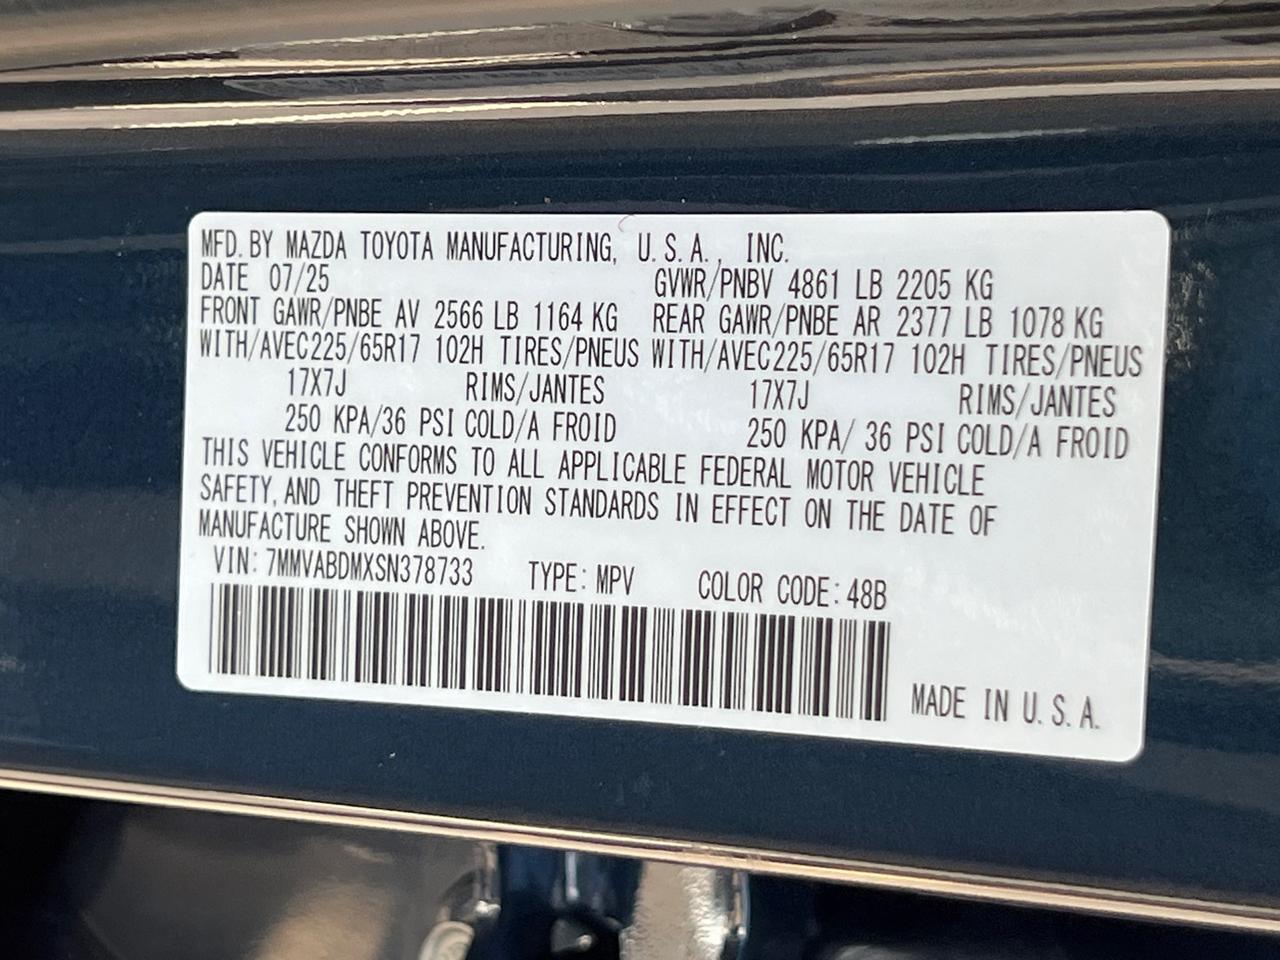 MFD. BY MAZDA TOYOTA MANUFACTURING, U.S.A., INC.
DATE 07/25 GVWR/PNBV 4861 LB 2205 KG
FRONT GAWR/PNBE AV 2566 LB 1164 KG REAR GAWR/PNBE AR 2377 LB 1078 KG
WITH/AVEC225/65R17 102H TIRES/PNEUS WITH/AVEC225/65R17 102H TIRES/PNEUS
17X7J RIMS/JANTES 17X7J RIMS/JANTES
250 KPA/36 PSI COLD/A FROID 250 KPA/ 36 PSI COLD/A FROID
THIS VEHICLE CONFORMS TO ALL APPLICABLE FEDERAL MOTOR VEHICLE
SAFETY, AND THEFT PREVENTION STANDARDS IN EFFECT ON THE DATE OF
MANUFACTURE SHOWN ABOVE.
VIN: 7MMVABDMXSN378733 TYPE: MPV COLOR CODE: 48B
MADE IN U.S.A.